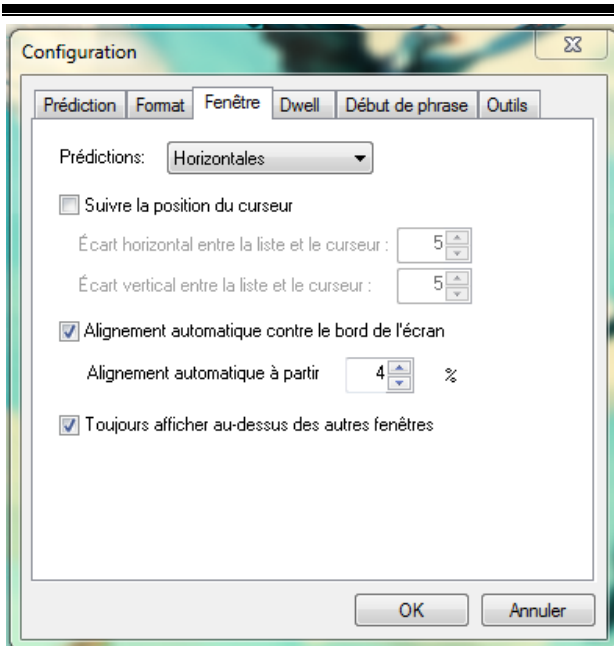 Configuration
Prédiction Format Fenêtre Dwell Début de phrase Outils
Prédictions: Horizontales
Suivre la position du curseur
Écart horizontal entre la liste et le curseur : 5
Écart vertical entre la liste et le curseur : 5
Alignement automatique contre le bord de l'écran
Alignement automatique à partir 4 %
Toujours afficher au-dessus des autres fenêtres
OK Annuler